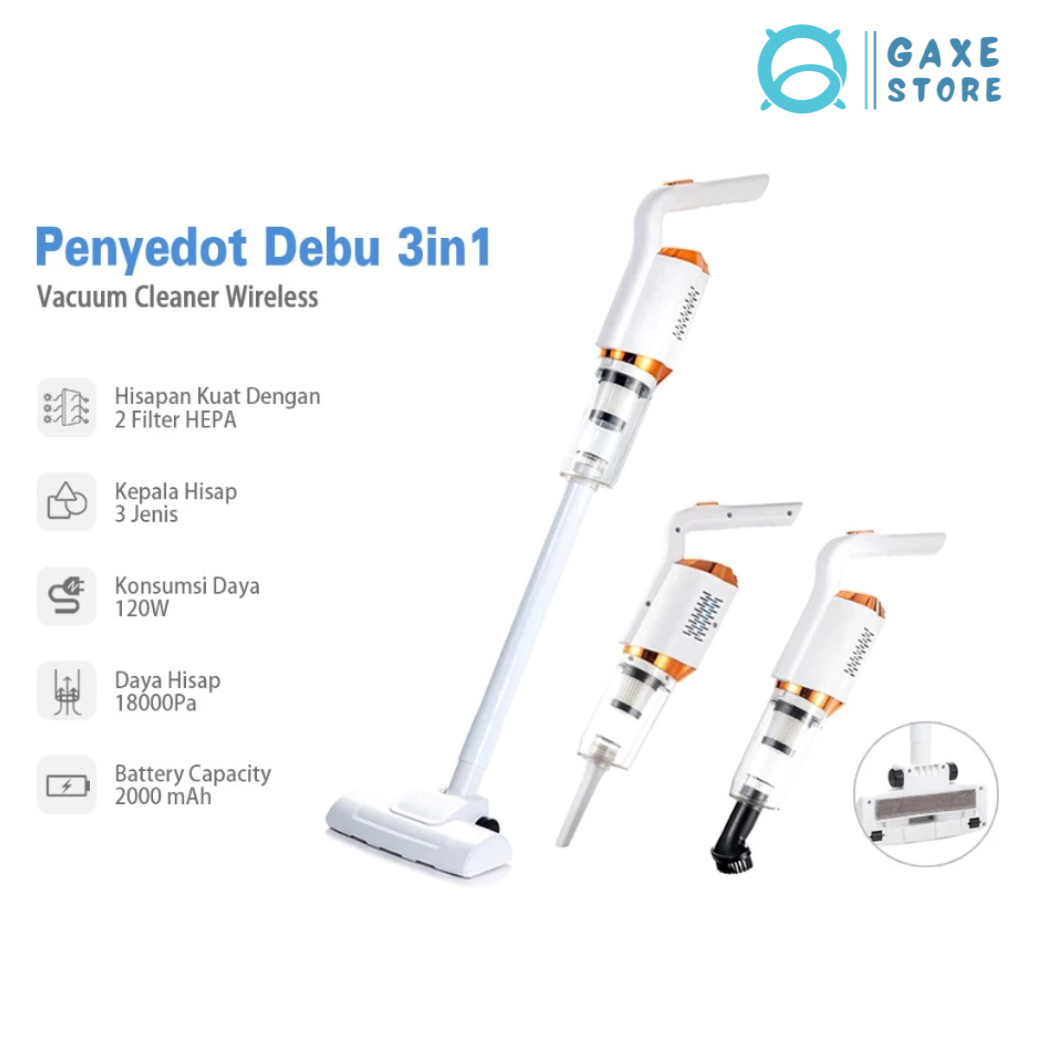 GAXE
STORE
Penyedot Debu 3in1
Vacuum Cleaner Wireless
Hisapan Kuat Dengan
2 Filter HEPA
Kepala Hisap
3 Jenis
Konsumsi Daya
120W
Daya Hisap
18000Pa
Battery Capacity
2000 mAh